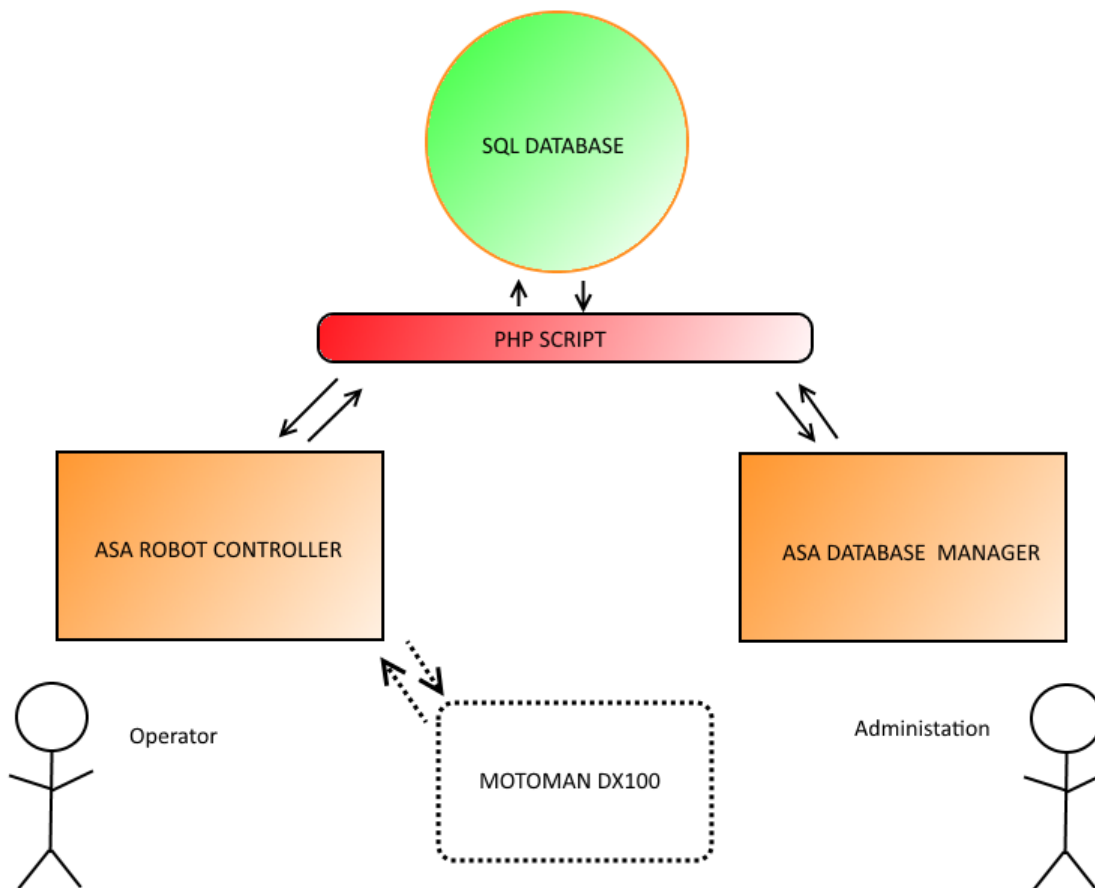 SQL DATABASE
PHP SCRIPT
ASA ROBOT CONTROLLER
ASA DATABASE  MANAGER
Operator
Administation
MOTOMAN DX100